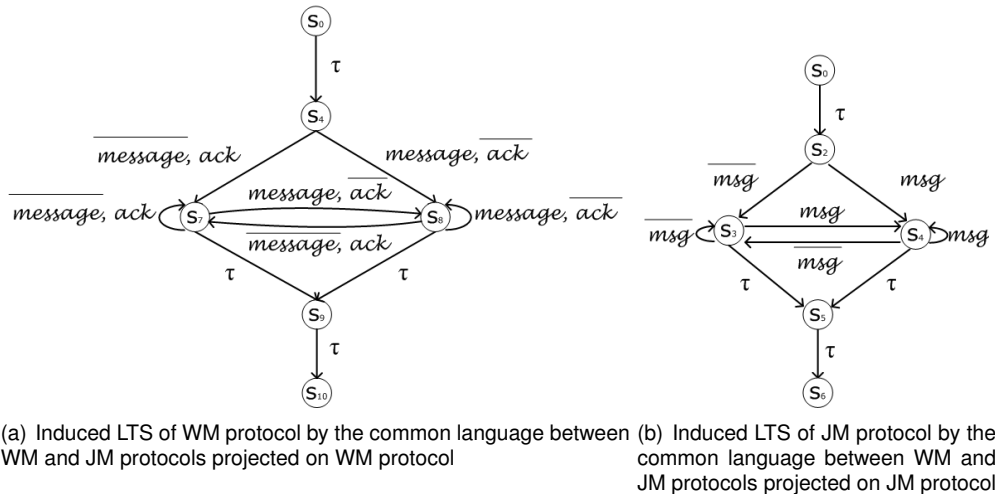 S₀
τ
S₄
message, ack
message, ack
message, ack
message, ack
message, ack
message, ack
S₇
S₈
τ
τ
S₉
τ
S₁₀
(a) Induced LTS of WM protocol by the common language between
WM and JM protocols projected on WM protocol
S₀
τ
S₂
msg
msg
msg
msg
msg
msg
S₃
S₄
τ
τ
S₅
τ
S₆
(b) Induced LTS of JM protocol by the
common language between WM and
JM protocols projected on JM protocol